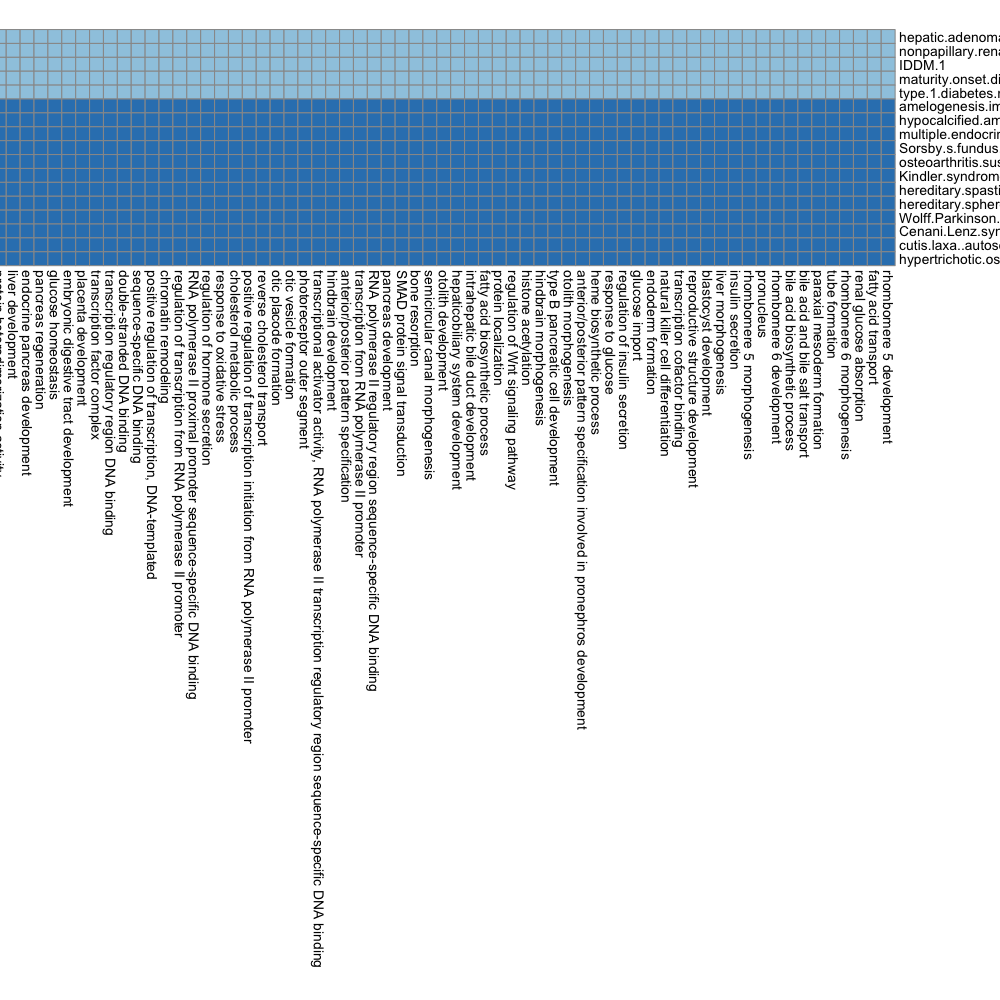 hepatic.adenoma
nonpapillary.rena
IDDM.1
maturity.onset.di
type.1.diabetes.m
amelogenesis.im
hypocalcified.am
multiple.endocrin
Sorsby.s.fundus
osteoarthritis.sus
Kindler.syndrom
hereditary.spasti
hereditary.spher
Wolff.Parkinson.
Cenani.Lenz.syn
cutis.laxa..autoso
hypertrichotic.os
liver development
endocrine pancreas development
pancreas regeneration
glucose homeostasis
embryonic digestive tract development
placenta development
transcription factor complex
transcription regulatory region DNA binding
double-stranded DNA binding
sequence-specific DNA binding
positive regulation of transcription, DNA-templated
chromatin remodeling
regulation of transcription from RNA polymerase II promoter
RNA polymerase II proximal promoter sequence-specific DNA binding
regulation of hormone secretion
response to oxidative stress
cholesterol metabolic process
positive regulation of transcription initiation from RNA polymerase II promoter
reverse cholesterol transport
otic placode formation
otic vesicle formation
photoreceptor outer segment
transcriptional activator activity, RNA polymerase II transcription regulatory region sequence-specific DNA binding
hindbrain development
anterior/posterior pattern specification
transcription from RNA polymerase II promoter
RNA polymerase II regulatory region sequence-specific DNA binding
pancreas development
SMAD protein signal transduction
bone resorption
semicircular canal morphogenesis
otolith development
hepaticobiliary system development
intrahepatic bile duct development
fatty acid biosynthetic process
protein localization
regulation of Wnt signaling pathway
histone acetylation
hindbrain morphogenesis
type B pancreatic cell development
otolith morphogenesis
anterior/posterior pattern specification involved in pronephros development
heme biosynthetic process
response to glucose
regulation of insulin secretion
glucose import
endoderm formation
natural killer cell differentiation
transcription cofactor binding
reproductive structure development
blastocyst development
liver morphogenesis
insulin secretion
rhombomere 5 morphogenesis
pronucleus
rhombomere 6 development
bile acid biosynthetic process
bile acid and bile salt transport
paraxial mesoderm formation
tube formation
rhombomere 6 morphogenesis
renal glucose absorption
fatty acid transport
rhombomere 5 development